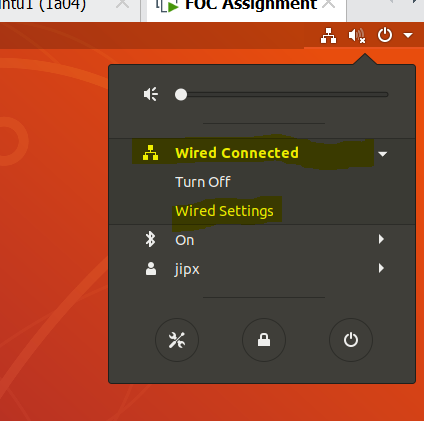 ntu1 (1a04)
FOC Assignment
Wired Connected
Turn Off
Wired Settings
On
jipx